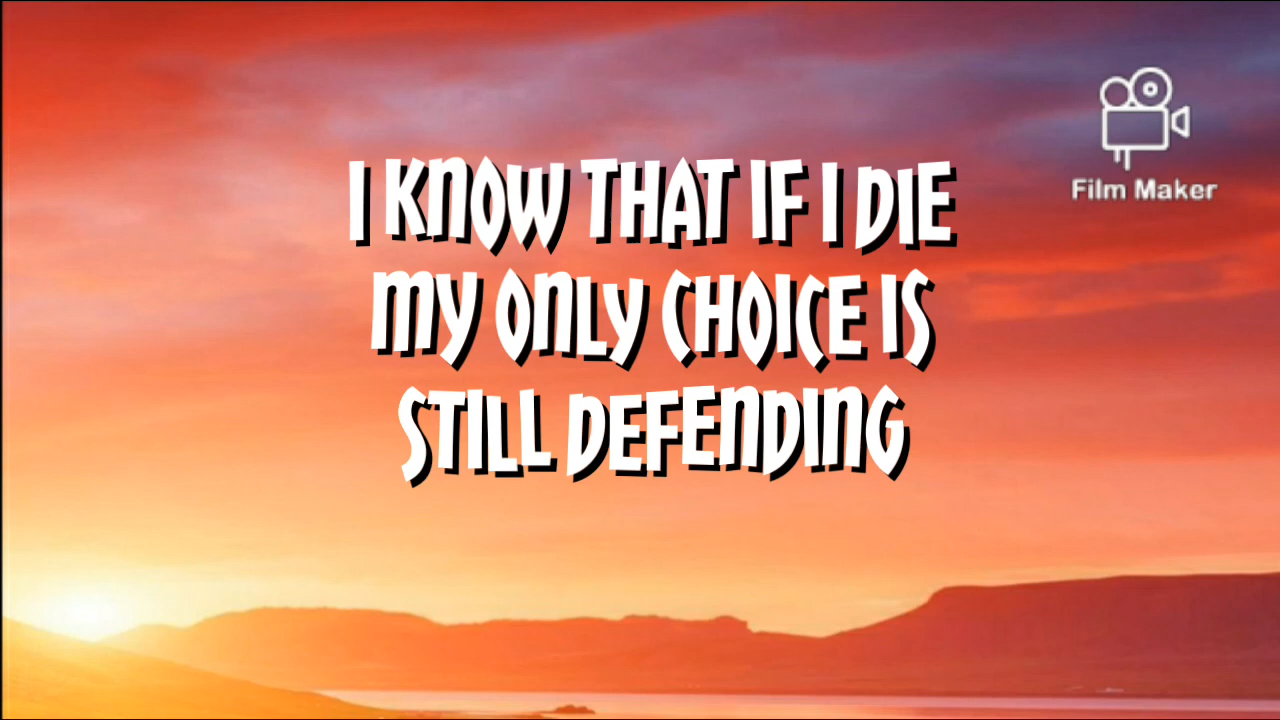 I KNOW THAT IF I DIE
MY ONLY CHOICE IS
STILL DEFENDING
Film Maker